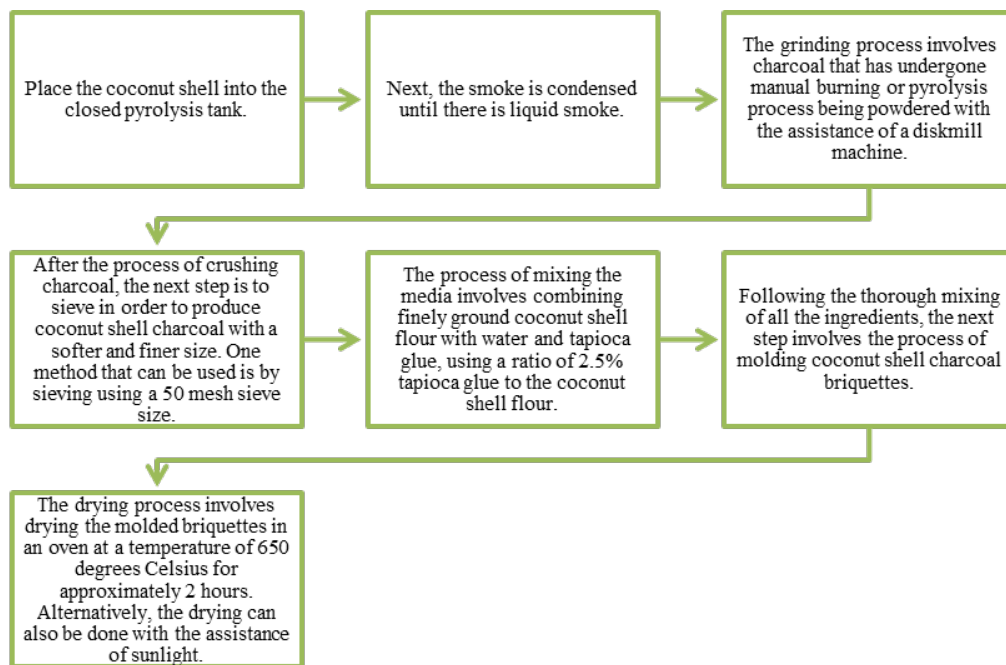 Place the coconut shell into the
closed pyrolysis tank.
Next, the smoke is condensed
until there is liquid smoke.
The grinding process involves
charcoal that has undergone
manual burning or pyrolysis
process being powdered with
the assistance of a diskmill
machine.
After the process of crushing
charcoal, the next step is to
sieve in order to produce
coconut shell charcoal with a
softer and finer size. One
method that can be used is by
sieving using a 50 mesh sieve
size.
The process of mixing the
media involves combining
finely ground coconut shell
flour with water and tapioca
glue, using a ratio of 2.5%
tapioca glue to the coconut
shell flour.
Following the thorough mixing
of all the ingredients, the next
step involves the process of
molding coconut shell charcoal
briquettes.
The drying process involves
drying the molded briquettes in
an oven at a temperature of 650
degrees Celsius for
approximately 2 hours.
Alternatively, the drying can
also be done with the assistance
of sunlight.